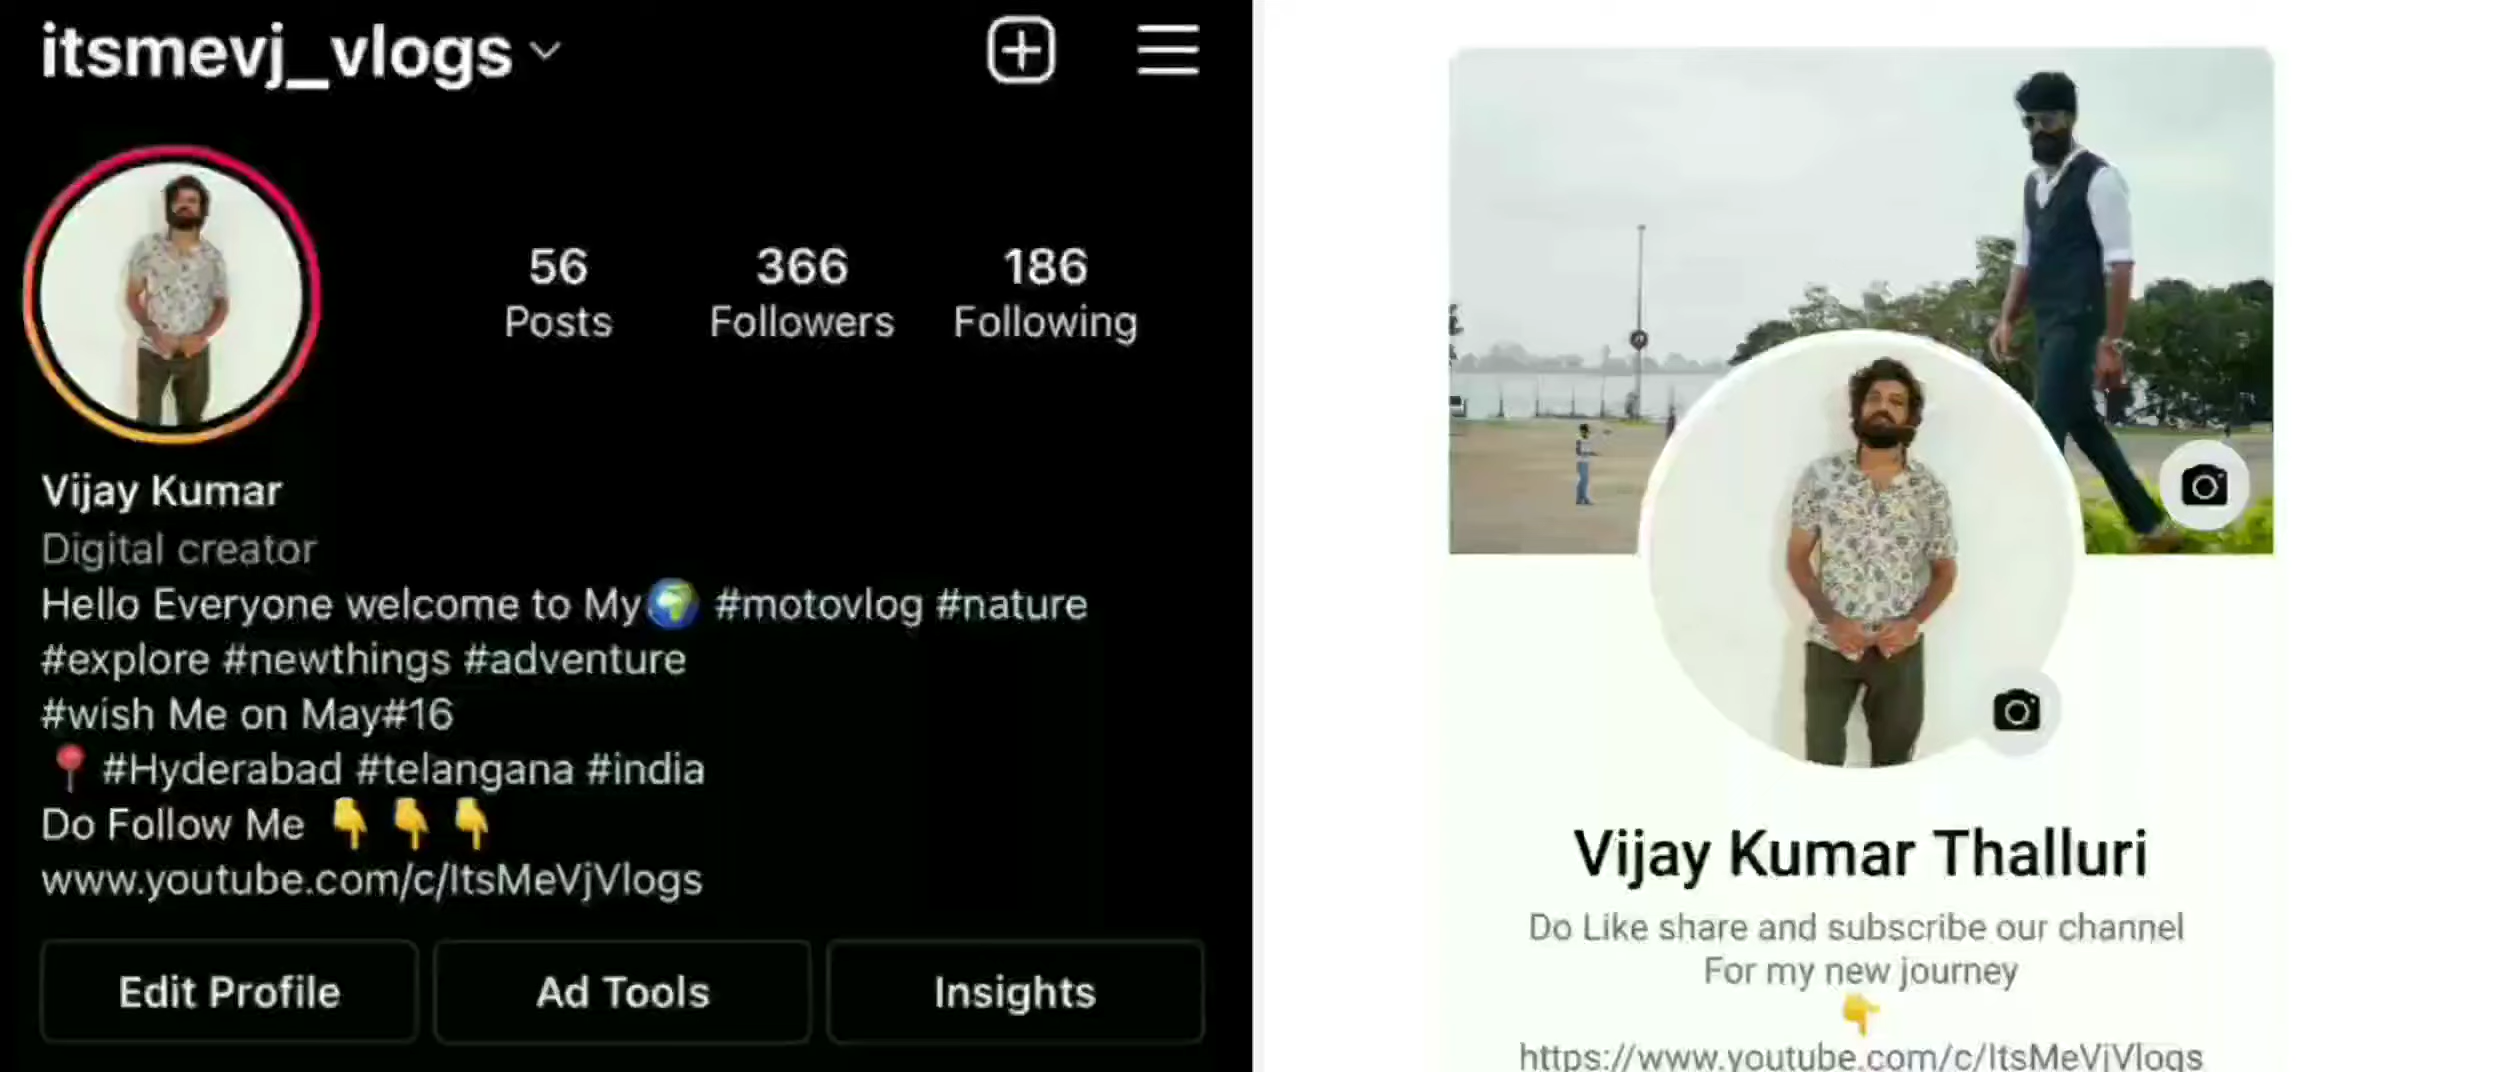 itsmevj_vlogs
56
Posts
366
Followers
186
Following
Vijay Kumar
Digital creator
Hello Everyone welcome to My🌍 #motovlog #nature
#explore #newthings #adventure
#wish Me on May#16
📍 #Hyderabad #telangana #india
Do Follow Me 👇👇👇
www.youtube.com/c/ItsMeVjVlogs
Edit Profile
Ad Tools
Insights
Vijay Kumar Thalluri
Do Like share and subscribe our channel
For my new journey
👇
https://www.youtube.com/c/ItsMeVjVlogs